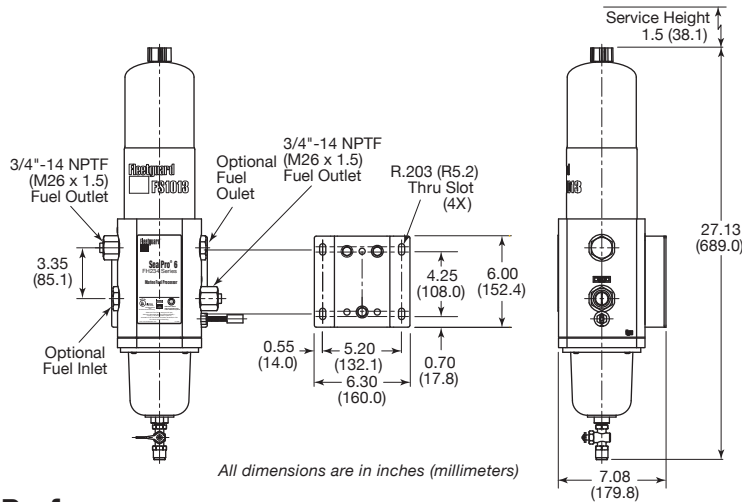 Service Height
1.5 (38.1)
3/4"-14 NPTF
(M26 x 1.5)
Fuel Outlet
Optional
Fuel
Oulet
3/4"-14 NPTF
(M26 x 1.5)
Fuel Outlet
R.203 (R5.2)
Thru Slot
(4X)
Fleetguard
FS1013
Fleetguard
SeaPro® 6
FH234 Series
3.35
(85.1)
Optional
Fuel Inlet
4.25
(108.0)
6.00
(152.4)
0.55
(14.0)
5.20
(132.1)
6.30
(160.0)
0.70
(17.8)
27.13
(689.0)
7.08
(179.8)
All dimensions are in inches (millimeters)